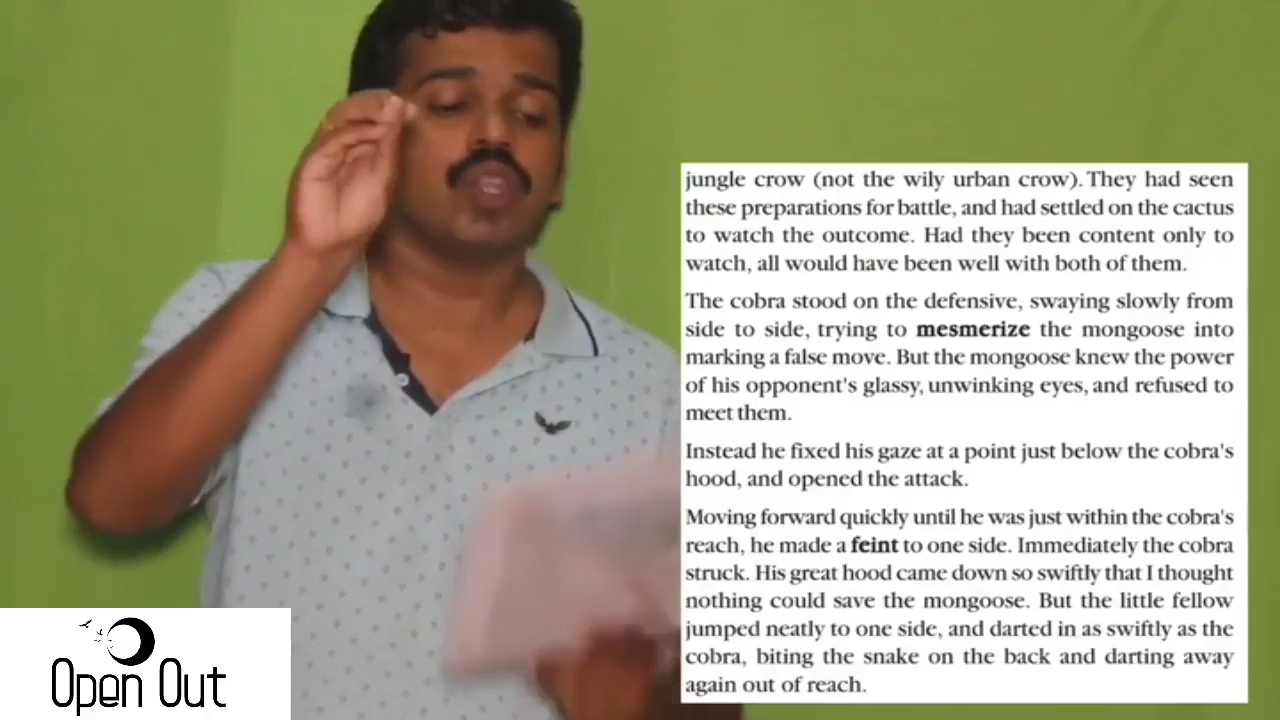 jungle crow (not the wily urban crow). They had seen
these preparations for battle, and had settled on the cactus
to watch the outcome. Had they been content only to
watch, all would have been well with both of them.
The cobra stood on the defensive, swaying slowly from
side to side, trying to mesmerize the mongoose into
marking a false move. But the mongoose knew the power
of his opponent's glassy, unwinking eyes, and refused to
meet them.
Instead he fixed his gaze at a point just below the cobra's
hood, and opened the attack.
Moving forward quickly until he was just within the cobra's
reach, he made a feint to one side. Immediately the cobra
struck. His great hood came down so swiftly that I thought
nothing could save the mongoose. But the little fellow
jumped neatly to one side, and darted in as swiftly as the
cobra, biting the snake on the back and darting away
again out of reach.
Open Out